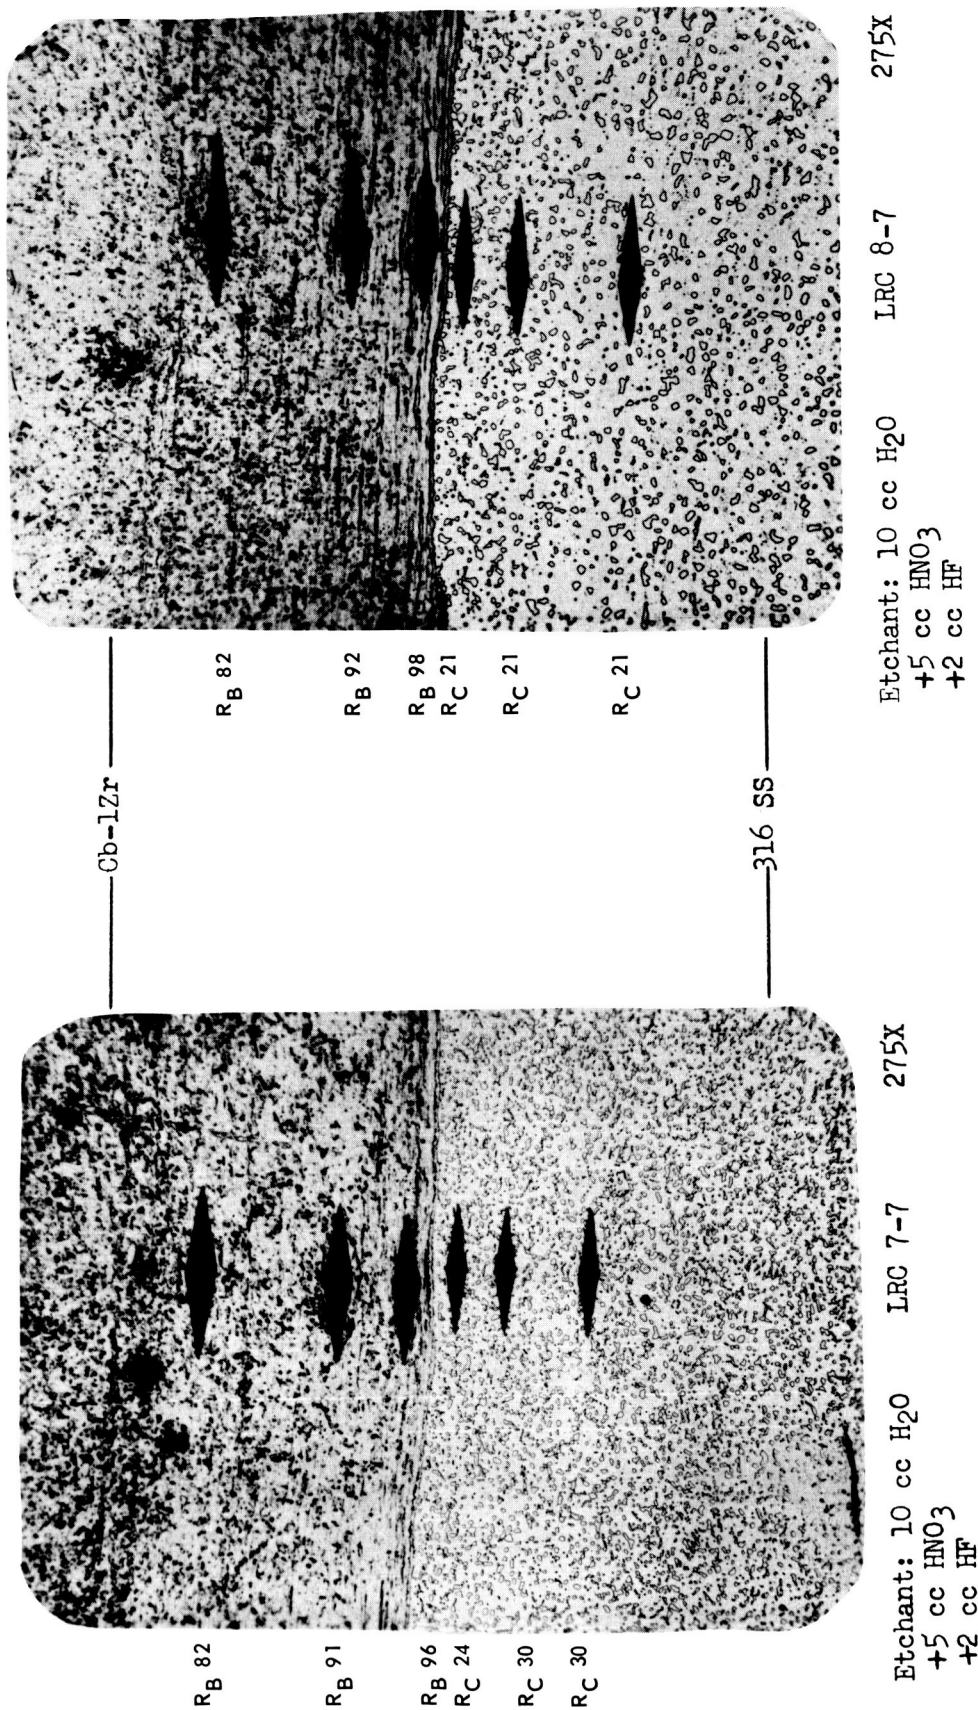 R_B 82
R_B 91
R_B 96
R_C 24
R_C 30
R_C 30
Etchant: 10 cc H₂O
+5 cc HNO₃
+2 cc HF
LRC 7-7
275X
Cb-1Zr
316 SS
R_B 82
R_B 92
R_B 98
R_C 21
R_C 21
R_C 21
Etchant: 10 cc H₂O
+5 cc HNO₃
+2 cc HF
LRC 8-7
275X